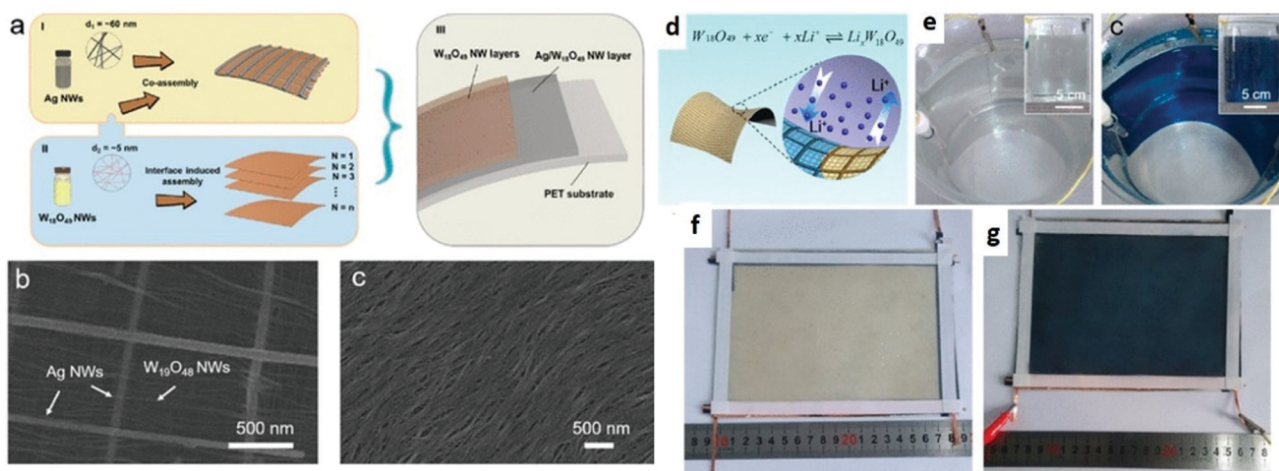 a
I
d₁ = ~60 nm
Ag NWs
Co-assembly
II
d₂ = ~5 nm
W₁₈O₄₉ NWs
Interface induced
assembly
N = 1
N = 2
N = 3
N = n
III
W₁₈O₄₉ NW layers
Ag/W₁₈O₄₉ NW layer
PET substrate
b
Ag NWs
W₁₉O₄₈ NWs
500 nm
c
500 nm
d
W₁₈O₄₉ + xe⁻ + xLi⁺ ⇌ LiₓW₁₈O₄₉
Li⁺
Li⁺
e
5 cm
c
5 cm
f
g